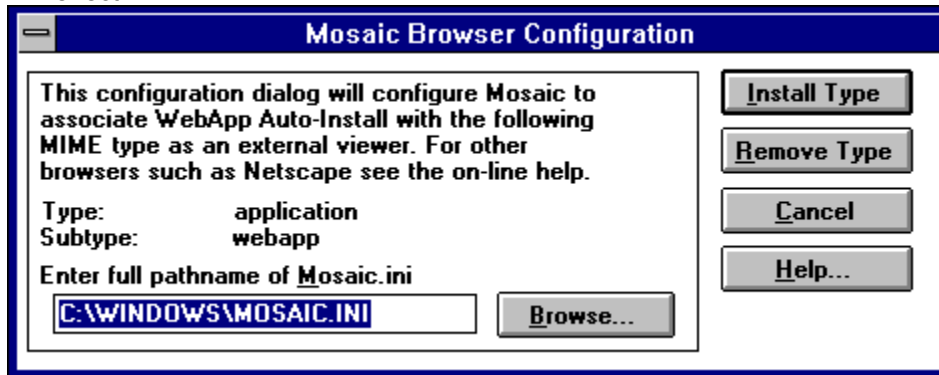 Mosaic Browser Configuration
This configuration dialog will configure Mosaic to
associate WebApp Auto-Install with the following
MIME type as an external viewer. For other
browsers such as Netscape see the on-line help.
Type: application
Subtype: webapp
Enter full pathname of Mosaic.ini
C:\WINDOWS\MOSAIC.INI
Browse...
Install Type
Remove Type
Cancel
Help...